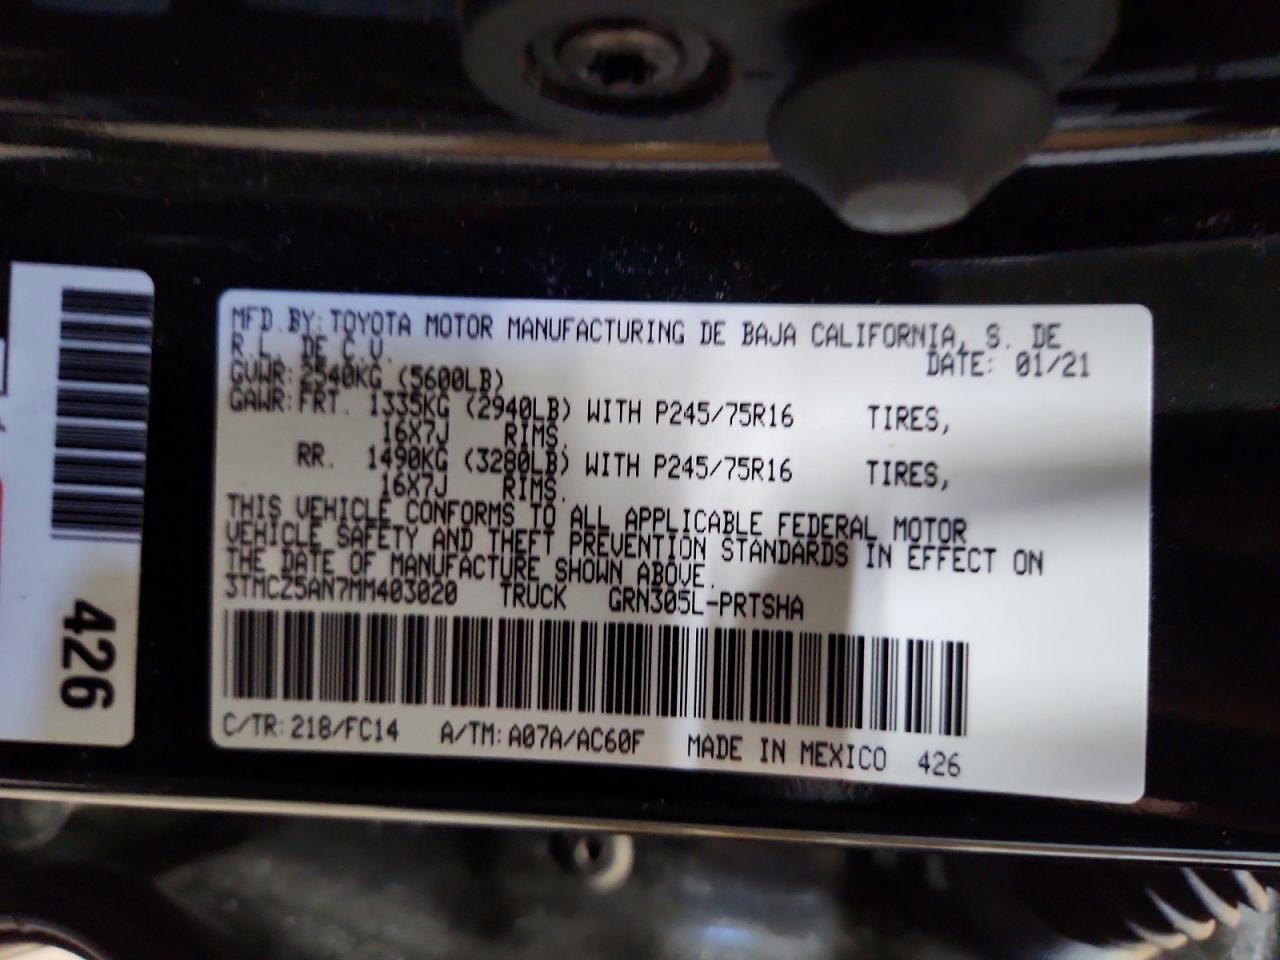 MFD. BY: TOYOTA MOTOR MANUFACTURING DE BAJA CALIFORNIA, S. DE
R.L. DE C.V. DATE: 01/21
GVWR: 2540KG (5600LB)
GAWR: FRT. 1335KG (2940LB) WITH P245/75R16 TIRES,
16X7J RIMS.
RR. 1490KG (3280LB) WITH P245/75R16 TIRES,
16X7J RIMS.
THIS VEHICLE CONFORMS TO ALL APPLICABLE FEDERAL MOTOR
VEHICLE SAFETY AND THEFT PREVENTION STANDARDS IN EFFECT ON
THE DATE OF MANUFACTURE SHOWN ABOVE.
3TMCZ5AN7MM403020 TRUCK GRN305L-PRTSHA
C/TR: 218/FC14 A/TM: A07A/AC60F MADE IN MEXICO 426
426